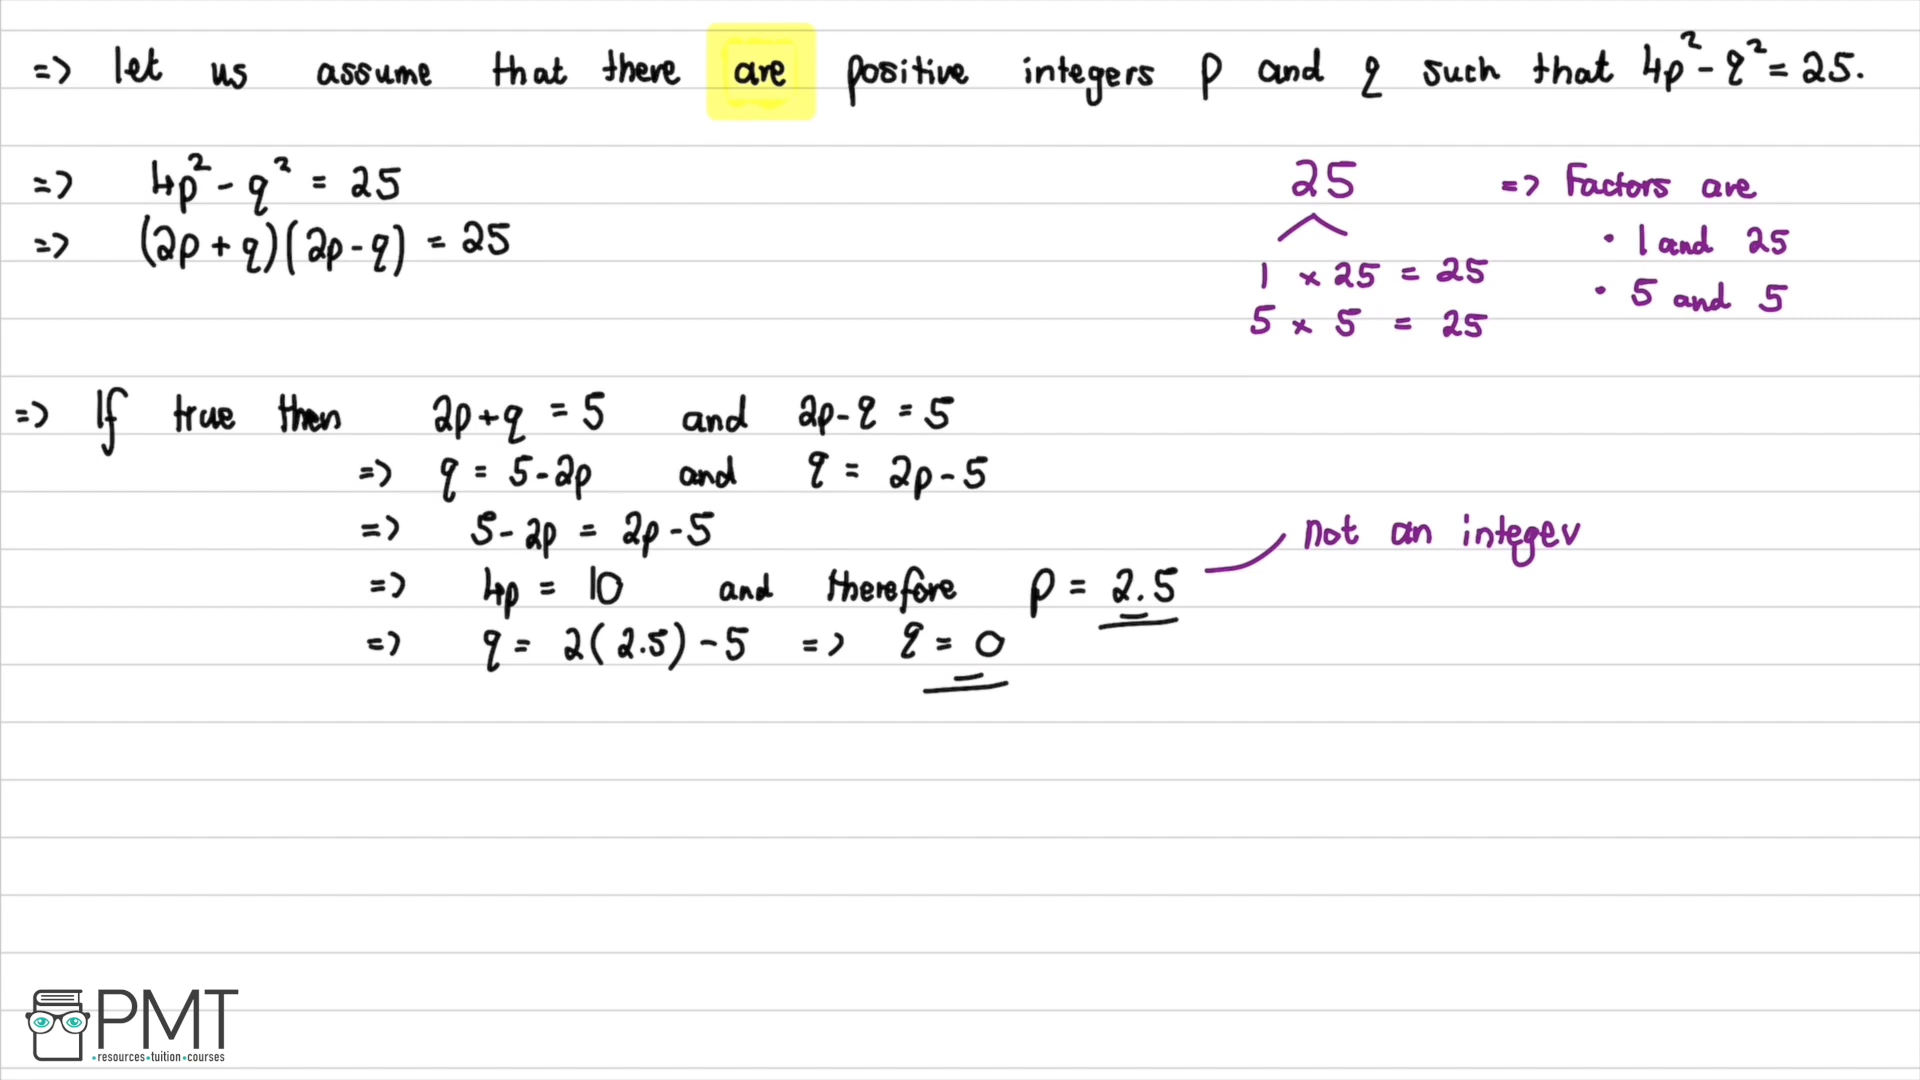 => let us assume that there are positive integers p and q such that 4p² - q² = 25.
=> 4p² - q² = 25
=> (2p + q)(2p - q) = 25
25
1 × 25 = 25
5 × 5 = 25
=> Factors are
• 1 and 25
• 5 and 5
=> If true then 2p + q = 5 and 2p - q = 5
=> q = 5 - 2p and q = 2p - 5
=> 5 - 2p = 2p - 5
=> 4p = 10 and therefore p = 2.5
not an integer
=> q = 2(2.5) - 5 => q = 0
PMT
•resources•tuition•courses